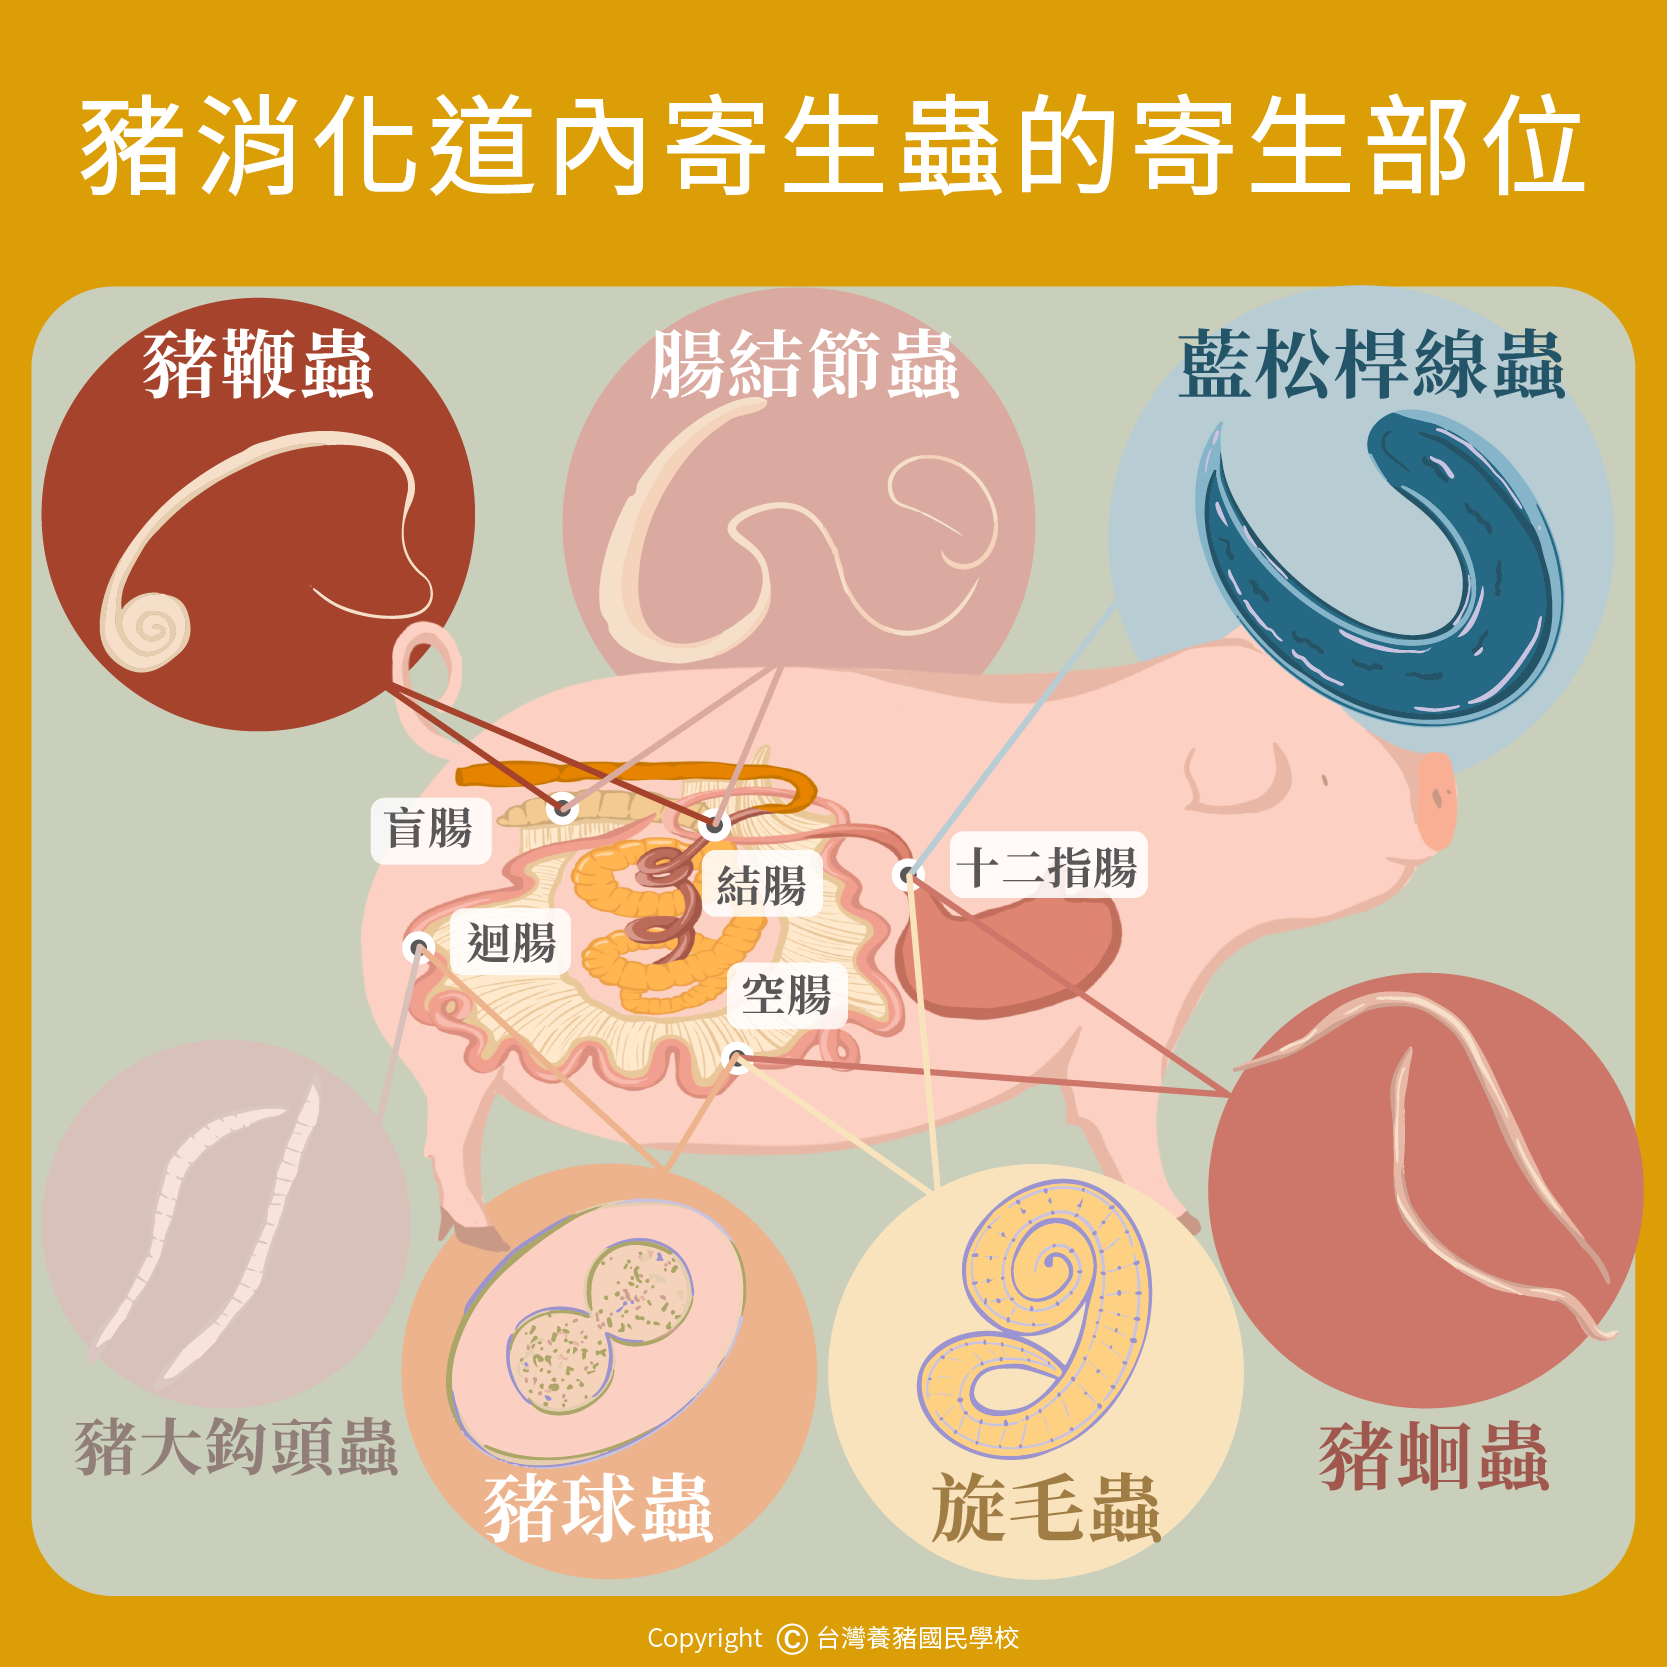 豬消化道內寄生蟲的寄生部位
豬鞭蟲
腸結節蟲
藍松桿線蟲
盲腸
結腸
十二指腸
迴腸
空腸
豬大鈎頭蟲
豬球蟲
旋毛蟲
豬蛔蟲
Copyright Ⓒ 台灣養豬國民學校